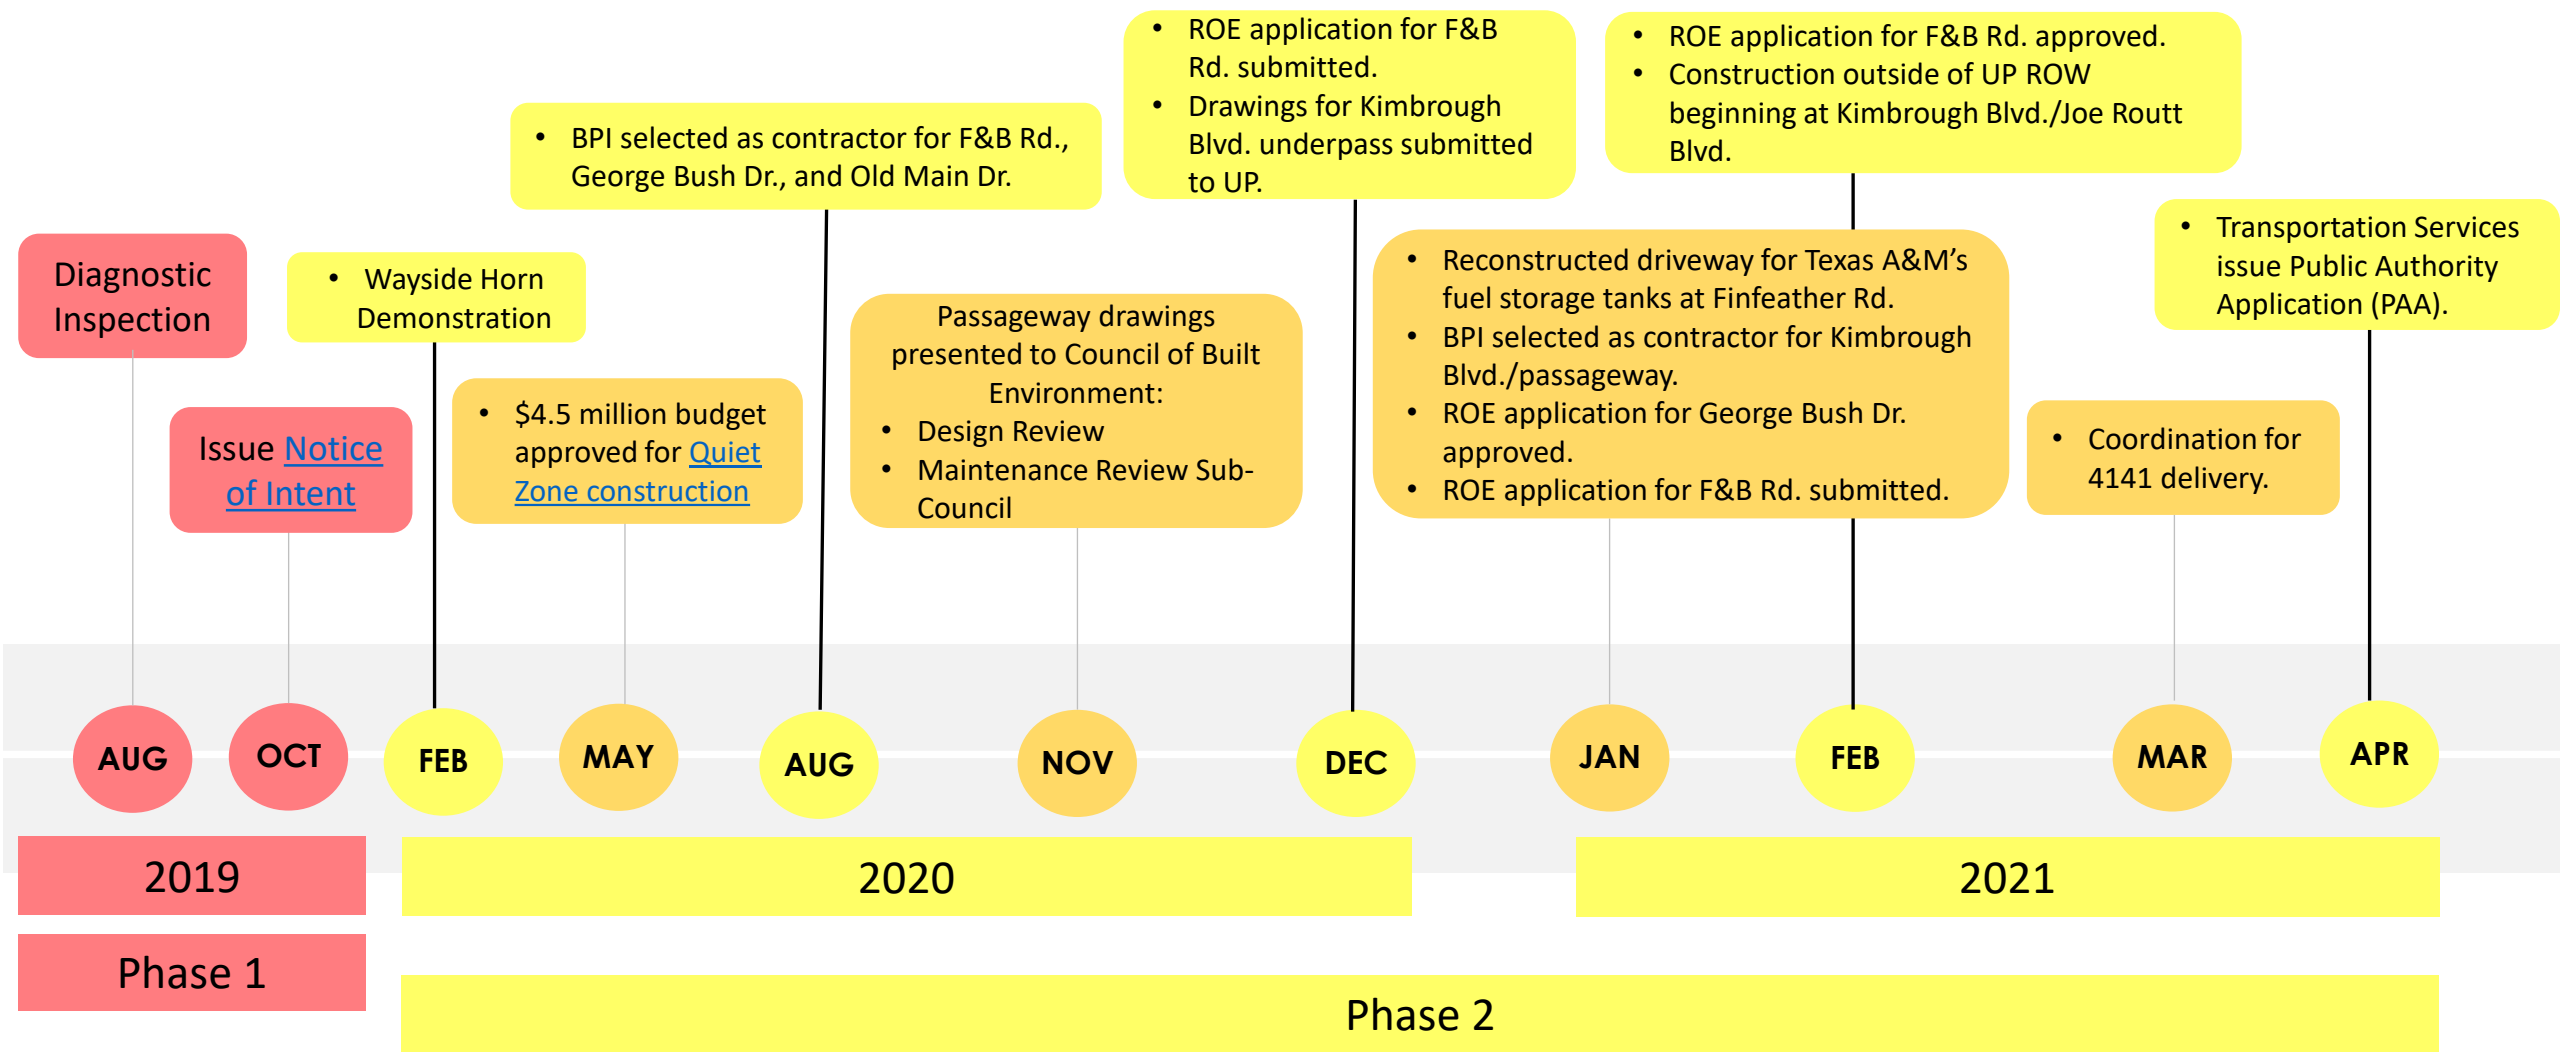 • ROE application for F&B
Rd. submitted.
• Drawings for Kimbrough
Blvd. underpass submitted
to UP.
• ROE application for F&B Rd. approved.
• Construction outside of UP ROW
beginning at Kimbrough Blvd./Joe Routt
Blvd.
• BPI selected as contractor for F&B Rd.,
George Bush Dr., and Old Main Dr.
• Transportation Services
issue Public Authority
Application (PAA).
Diagnostic
Inspection
• Wayside Horn
Demonstration
• Reconstructed driveway for Texas A&M’s
fuel storage tanks at Finfeather Rd.
• BPI selected as contractor for Kimbrough
Blvd./passageway.
• ROE application for George Bush Dr.
approved.
• ROE application for F&B Rd. submitted.
Passageway drawings
presented to Council of Built
Environment:
• Design Review
• Maintenance Review Sub-
Council
Issue Notice
of Intent
• $4.5 million budget
approved for Quiet
Zone construction
• Coordination for
4141 delivery.
AUG
OCT
FEB
MAY
AUG
NOV
DEC
JAN
FEB
MAR
APR
2019
2020
2021
Phase 1
Phase 2